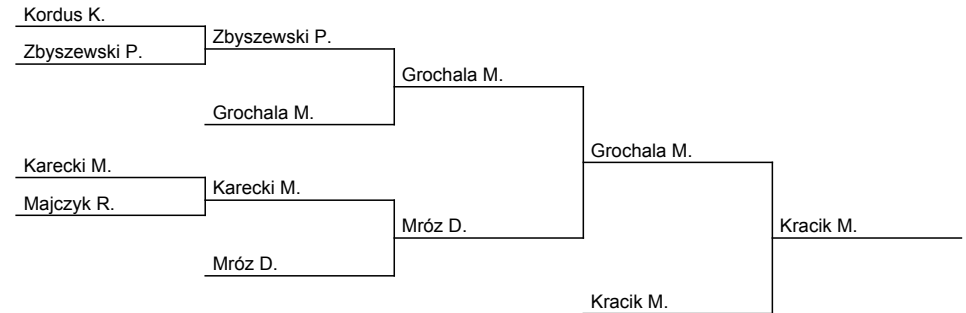 Kordus K.
Zbyszewski P.
Zbyszewski P.
Grochala M.
Grochala M.
Karecki M.
Majczyk R.
Karecki M.
Mróz D.
Mróz D.
Grochala M.
Kracik M.
Kracik M.